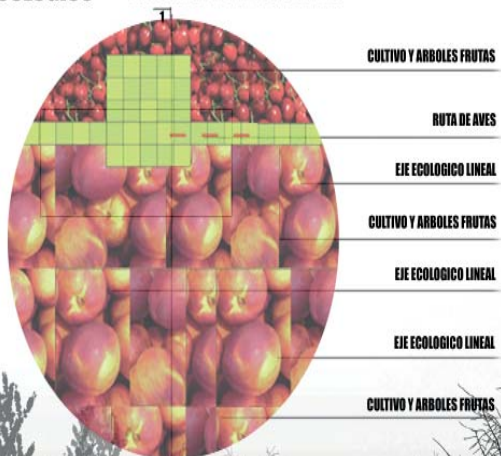 1
CULTIVO Y ARBOLES FRUTAS
RUTA DE AVES
EJE ECOLOGICO LINEAL
CULTIVO Y ARBOLES FRUTAS
EJE ECOLOGICO LINEAL
EJE ECOLOGICO LINEAL
CULTIVO Y ARBOLES FRUTAS